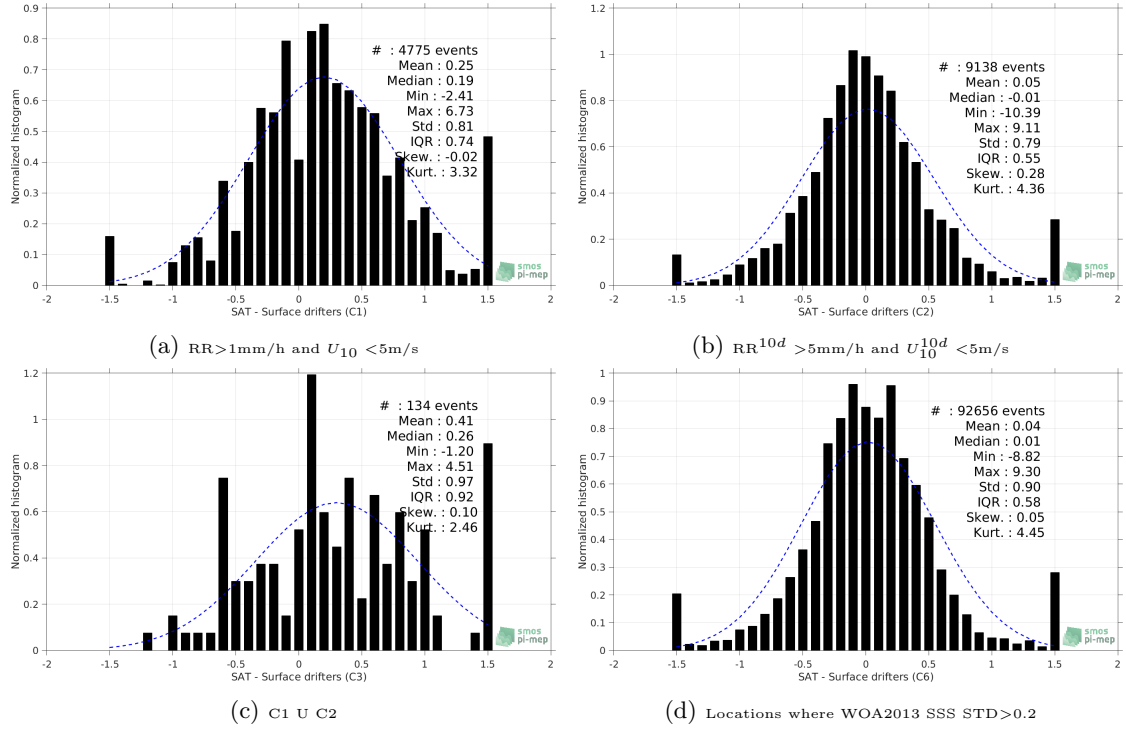 0.9
0.8
0.7
0.6
0.5
0.4
0.3
0.2
0.1
0
Normalized histogram
# : 4775 events
Mean : 0.25
Median : 0.19
Min : -2.41
Max : 6.73
Std : 0.81
IQR : 0.74
Skew. : -0.02
Kurt. : 3.32
smos
pi-mep
-2 -1.5 -1 -0.5 0 0.5 1 1.5 2
SAT - Surface drifters (C1)
(a) RR>1mm/h and U10 <5m/s
1.2
1
0.8
0.6
0.4
0.2
0
Normalized histogram
# : 9138 events
Mean : 0.05
Median : -0.01
Min : -10.39
Max : 9.11
Std : 0.79
IQR : 0.55
Skew. : 0.28
Kurt. : 4.36
smos
pi-mep
-2 -1.5 -1 -0.5 0 0.5 1 1.5 2
SAT - Surface drifters (C2)
(b) RR10d >5mm/h and U10 10d <5m/s
1.2
1
0.8
0.6
0.4
0.2
0
Normalized histogram
# : 134 events
Mean : 0.41
Median : 0.26
Min : -1.20
Max : 4.51
Std : 0.97
IQR : 0.92
Skew. : 0.10
Kurt. : 2.46
smos
pi-mep
-2 -1.5 -1 -0.5 0 0.5 1 1.5 2
SAT - Surface drifters (C3)
(c) C1 U C2
1
0.9
0.8
0.7
0.6
0.5
0.4
0.3
0.2
0.1
0
Normalized histogram
# : 92656 events
Mean : 0.04
Median : 0.01
Min : -8.82
Max : 9.30
Std : 0.90
IQR : 0.58
Skew. : 0.05
Kurt. : 4.45
smos
pi-mep
-2 -1.5 -1 -0.5 0 0.5 1 1.5 2
SAT - Surface drifters (C6)
(d) Locations where WOA2013 SSS STD>0.2